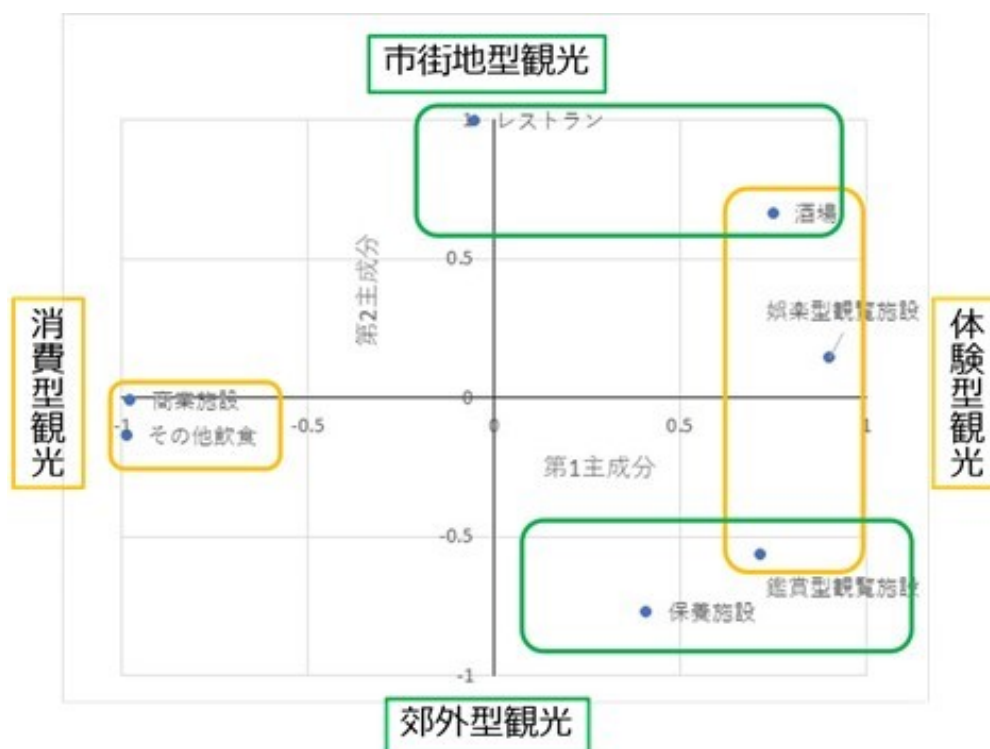 市街地型観光
1
レストラン
酒場
0.5
第2主成分
娯楽型観覧施設
消費型観光
体験型観光
商業施設
0
-1
-0.5
0
0.5
1
その他飲食
第1主成分
-0.5
鑑賞型観覧施設
保養施設
-1
郊外型観光